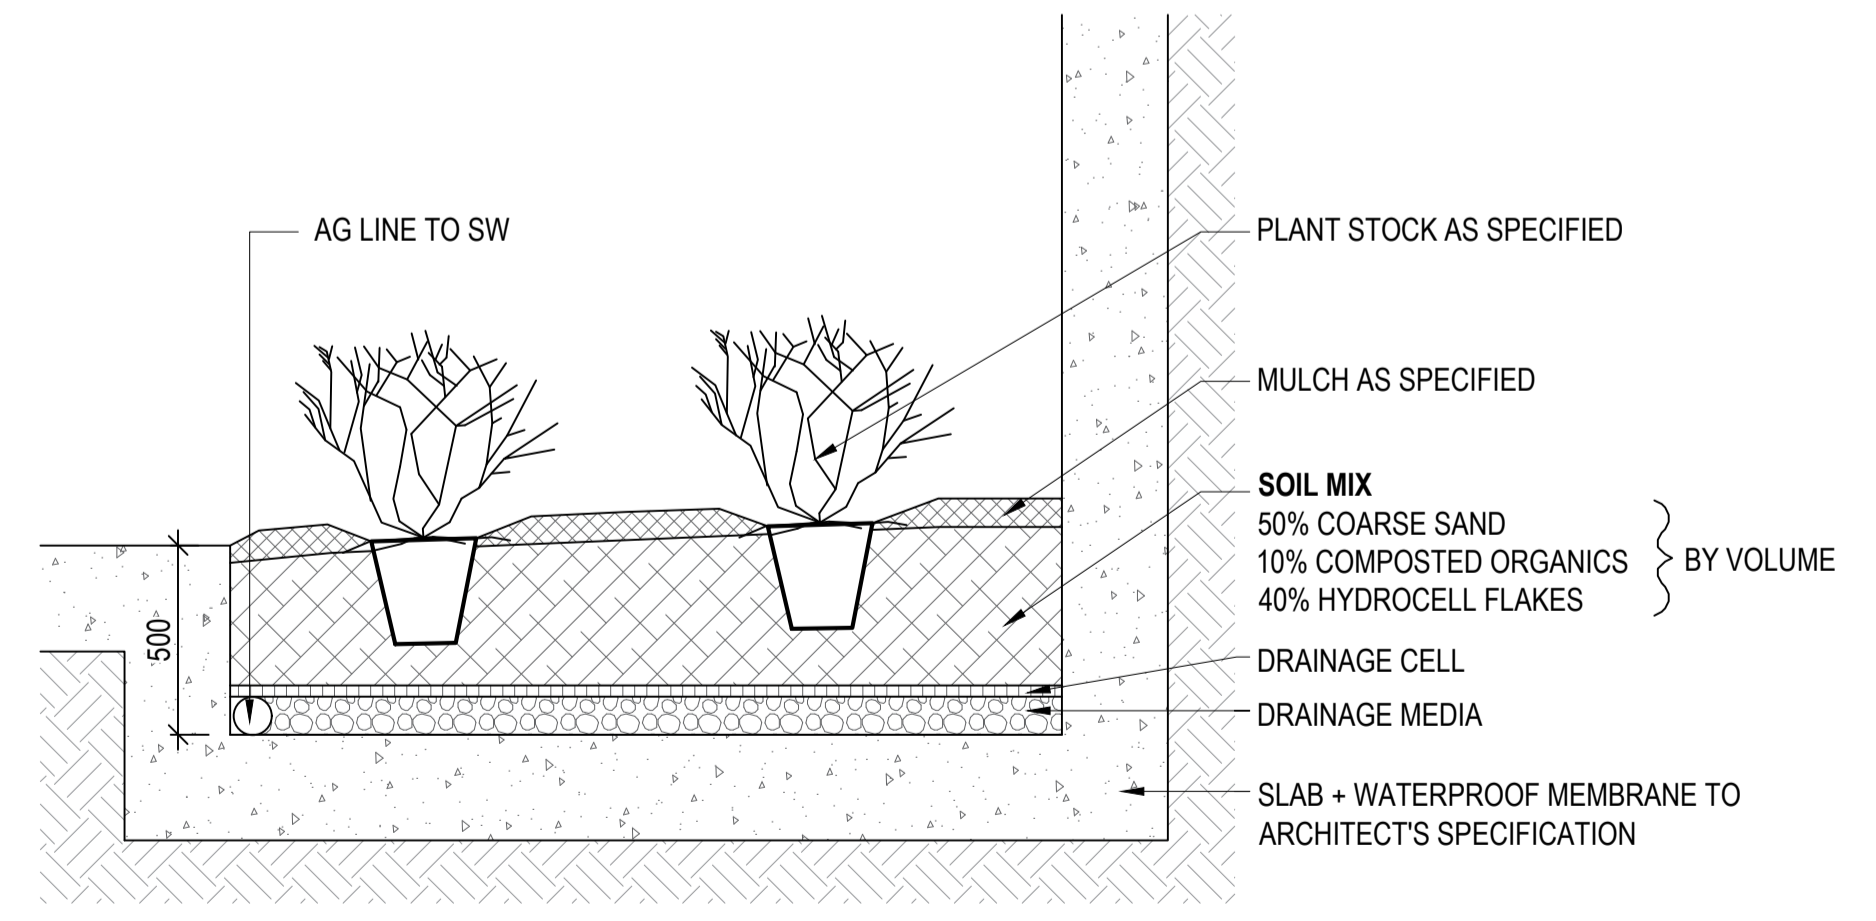 AG LINE TO SW
PLANT STOCK AS SPECIFIED
MULCH AS SPECIFIED
SOIL MIX
50% COARSE SAND
10% COMPOSTED ORGANICS
40% HYDROCELL FLAKES
BY VOLUME
500
DRAINAGE CELL
DRAINAGE MEDIA
SLAB + WATERPROOF MEMBRANE TO
ARCHITECT'S SPECIFICATION